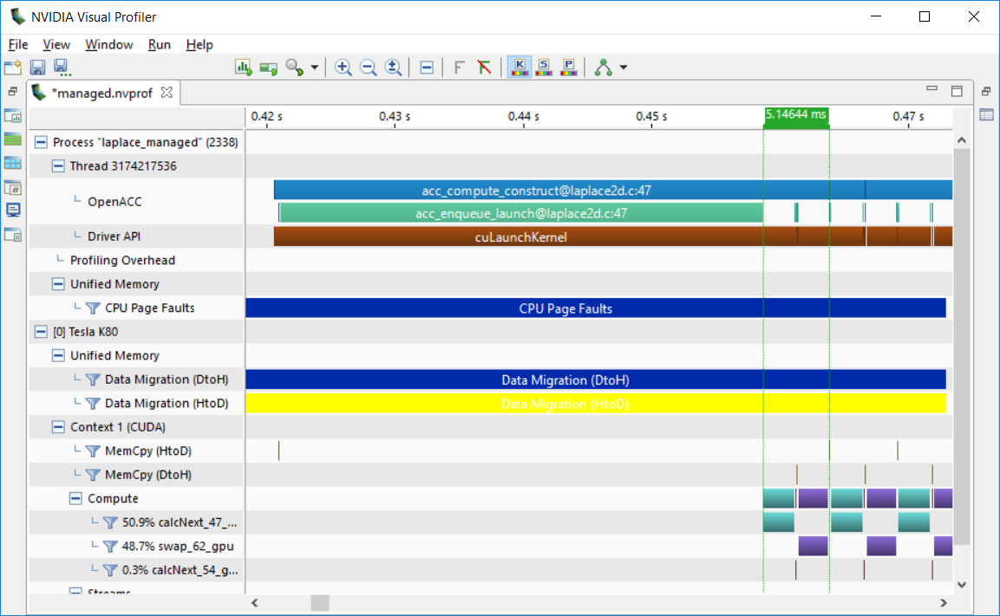 NVIDIA Visual Profiler
File View Window Run Help
F F K S P
*managed.nvprof
0.42 s 0.43 s 0.44 s 0.45 s 5.14644 ms 0.47 s
Process "laplace_managed" (2338)
Thread 3174217536
OpenACC
acc_compute_construct@laplace2d.c:47
acc_enqueue_launch@laplace2d.c:47
Driver API cuLaunchKernel
Profiling Overhead
Unified Memory
CPU Page Faults CPU Page Faults
[0] Tesla K80
Unified Memory
Data Migration (DtoH) Data Migration (DtoH)
Data Migration (HtoD) Data Migration (HtoD)
Context 1 (CUDA)
MemCpy (HtoD)
MemCpy (DtoH)
Compute
50.9% calcNext_47_...
48.7% swap_62_gpu
0.3% calcNext_54_g...
Streams